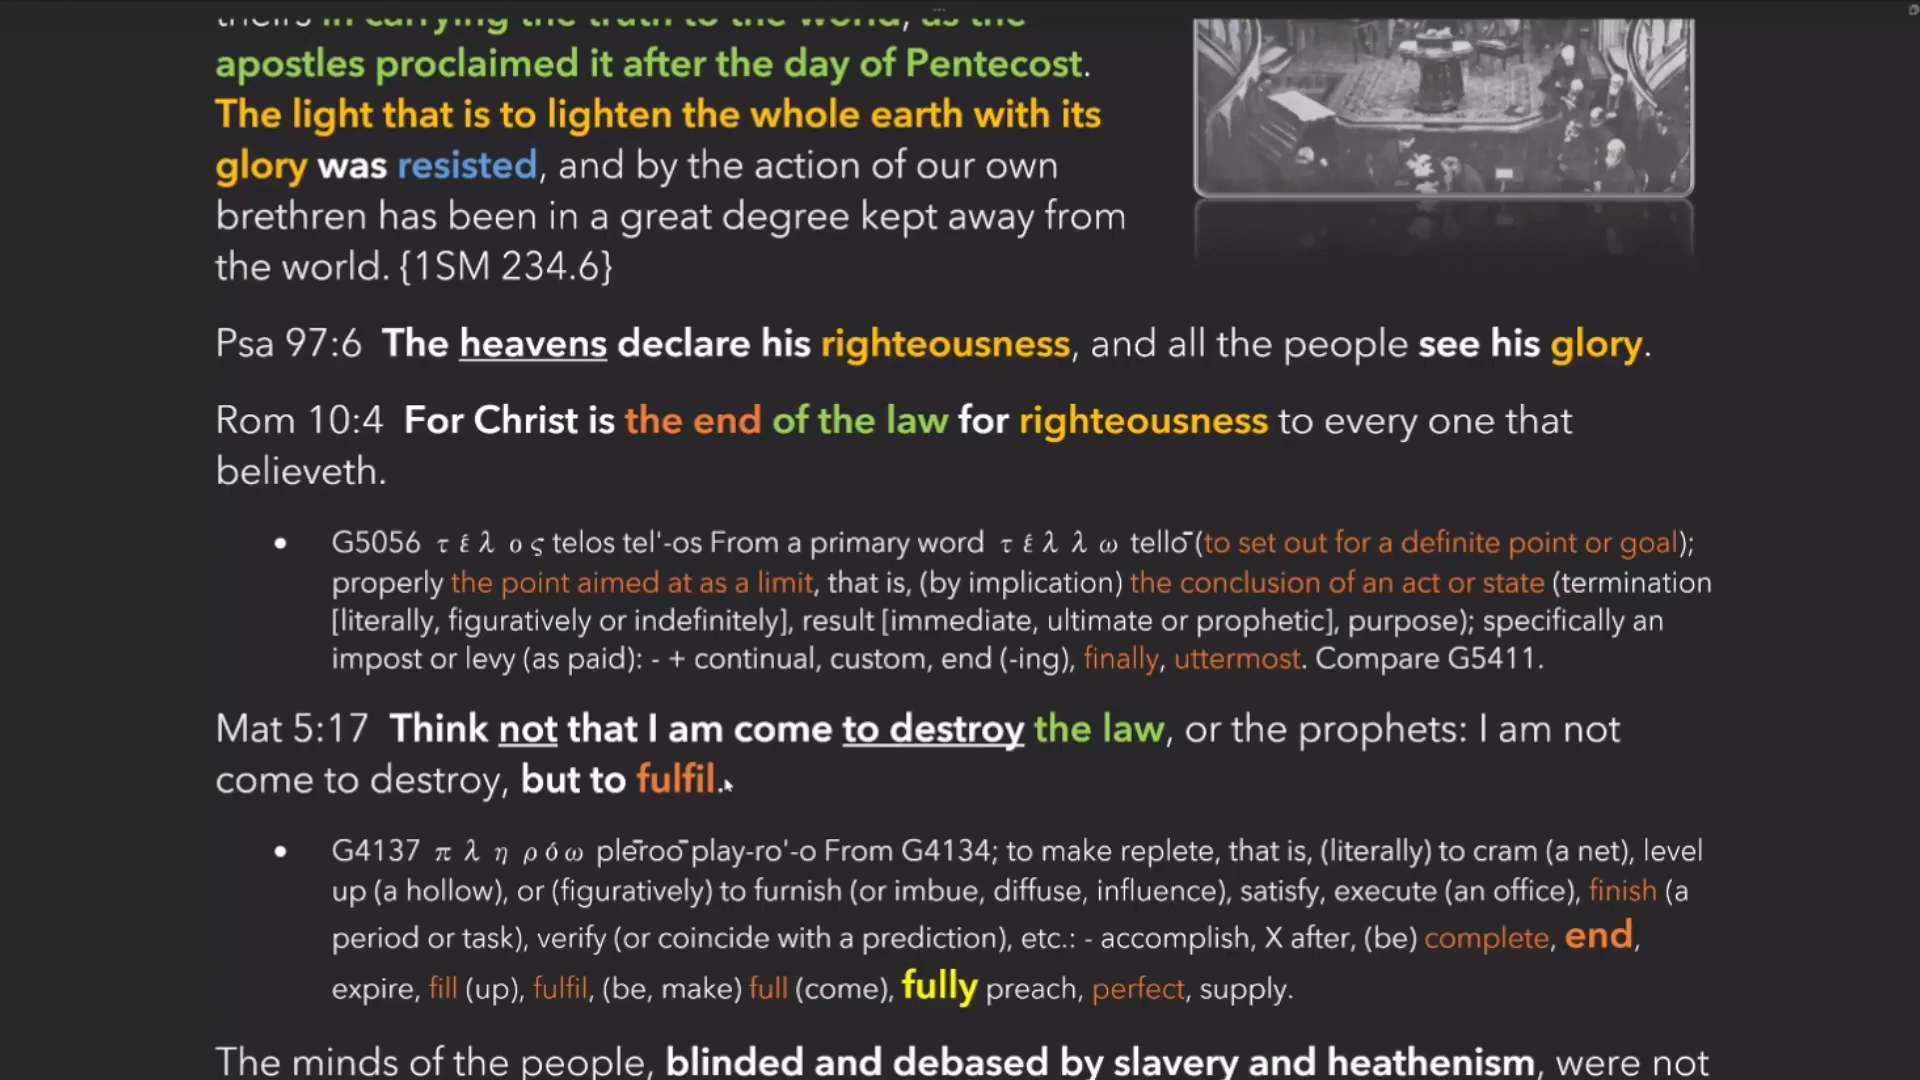 theirs in carrying the truth to the world, as the
apostles proclaimed it after the day of Pentecost.
The light that is to lighten the whole earth with its
glory was resisted, and by the action of our own
brethren has been in a great degree kept away from
the world. {1SM 234.6}
Psa 97:6 The heavens declare his righteousness, and all the people see his glory.
Rom 10:4 For Christ is the end of the law for righteousness to every one that
believeth.
• G5056 τέλος telos tel'-os From a primary word τέλλω tellō (to set out for a definite point or goal);
properly the point aimed at as a limit, that is, (by implication) the conclusion of an act or state (termination
[literally, figuratively or indefinitely], result [immediate, ultimate or prophetic], purpose); specifically an
impost or levy (as paid): - + continual, custom, end (-ing), finally, uttermost. Compare G5411.
Mat 5:17 Think not that I am come to destroy the law, or the prophets: I am not
come to destroy, but to fulfil.
• G4137 πληρόω plēroō play-ro'-o From G4134; to make replete, that is, (literally) to cram (a net), level
up (a hollow), or (figuratively) to furnish (or imbue, diffuse, influence), satisfy, execute (an office), finish (a
period or task), verify (or coincide with a prediction), etc.: - accomplish, X after, (be) complete, end,
expire, fill (up), fulfil, (be, make) full (come), fully preach, perfect, supply.
The minds of the people, blinded and debased by slavery and heathenism, were not